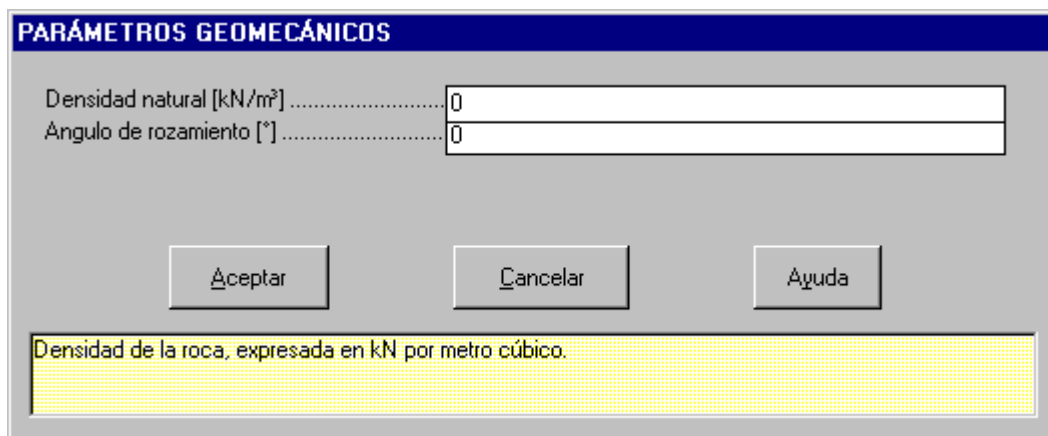 PARÁMETROS GEOMECÁNICOS
Densidad natural [kN/m³] ........................... 0
Angulo de rozamiento [°] ............................ 0
Aceptar Cancelar Ayuda
Densidad de la roca, expresada en kN por metro cúbico.